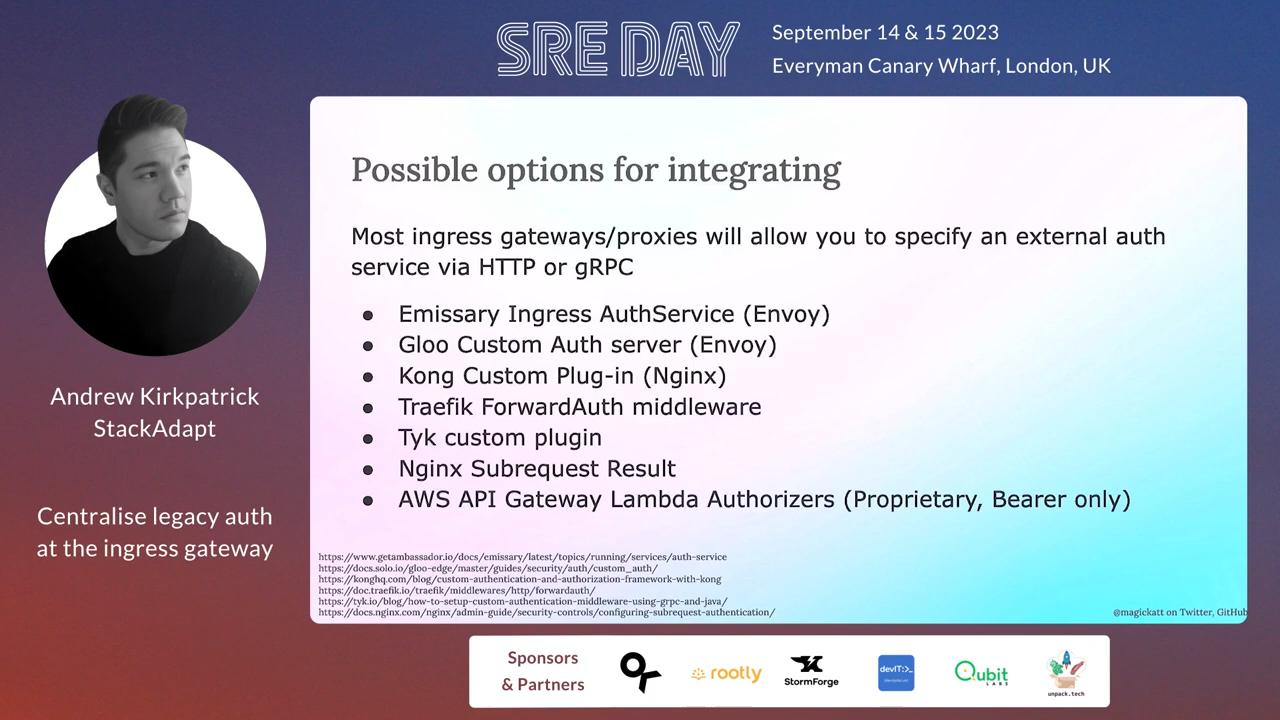 SRE DAY
September 14 & 15 2023
Everyman Canary Wharf, London, UK
Possible options for integrating
Most ingress gateways/proxies will allow you to specify an external auth
service via HTTP or gRPC
● Emissary Ingress AuthService (Envoy)
● Gloo Custom Auth server (Envoy)
● Kong Custom Plug-in (Nginx)
● Traefik ForwardAuth middleware
● Tyk custom plugin
● Nginx Subrequest Result
● AWS API Gateway Lambda Authorizers (Proprietary, Bearer only)
https://www.getambassador.io/docs/emissary/latest/topics/running/services/auth-service
https://docs.solo.io/gloo-edge/master/guides/security/auth/custom_auth/
https://konghq.com/blog/custom-authentication-and-authorization-framework-with-kong
https://doc.traefik.io/traefik/middlewares/http/forwardauth/
https://tyk.io/blog/how-to-setup-custom-authentication-middleware-using-grpc-and-java/
https://docs.nginx.com/nginx/admin-guide/security-controls/configuring-subrequest-authentication/
@magickatt on Twitter, GitHub
Andrew Kirkpatrick
StackAdapt
Centralise legacy auth
at the ingress gateway
Sponsors
& Partners
rootly
StormForge
devIT:>_
Qubit
LABS
unpack.tech